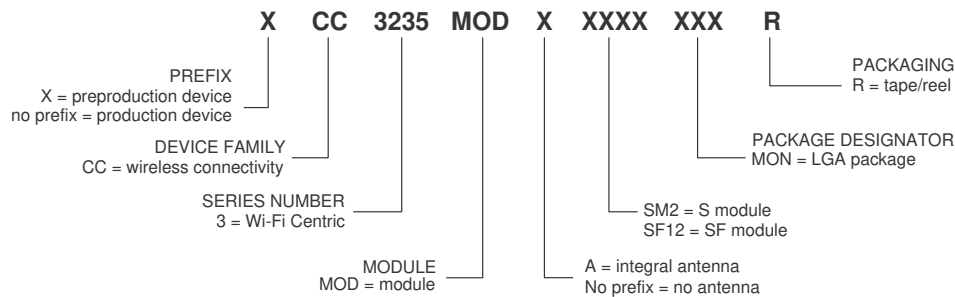 X CC 3235 MOD X XXXX XXX R
PREFIX
X = preproduction device
no prefix = production device
PACKAGING
R = tape/reel
DEVICE FAMILY
CC = wireless connectivity
PACKAGE DESIGNATOR
MON = LGA package
SERIES NUMBER
3 = Wi-Fi Centric
SM2 = S module
SF12 = SF module
MODULE
MOD = module
A = integral antenna
No prefix = no antenna